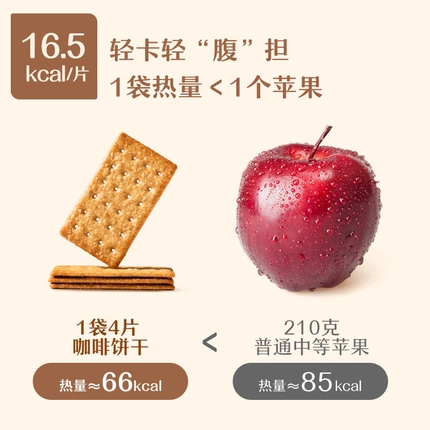 16.5
kcal/片
轻卡轻“腹”担
1袋热量<1个苹果
1袋4片
咖啡饼干
<
210克
普通中等苹果
热量≈66kcal
热量≈85kcal